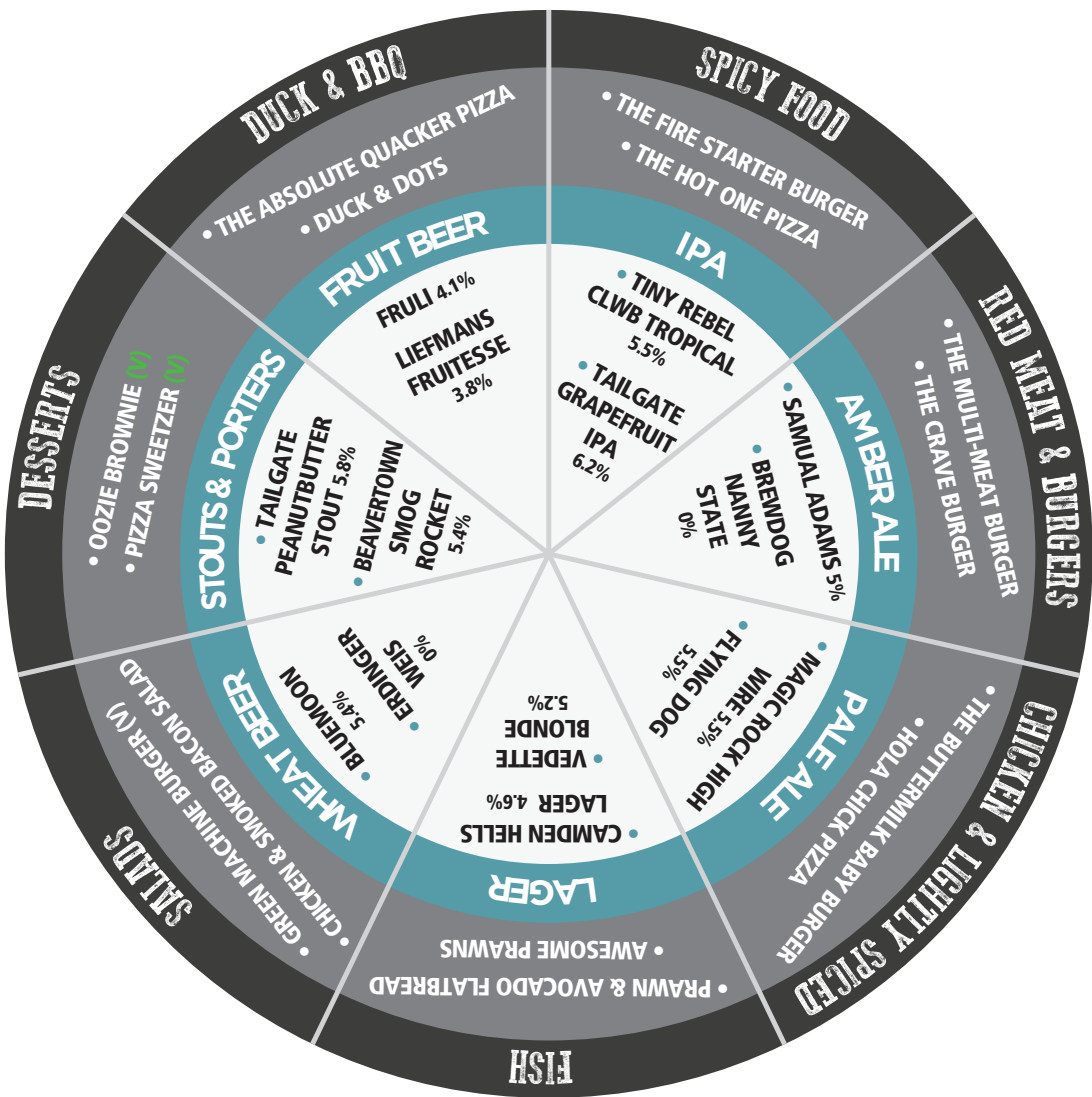 SPICY FOOD
• THE FIRE STARTER BURGER
• THE HOT ONE PIZZA
IPA
• TINY REBEL
CLWB TROPICAL
5.5%
• TAILGATE
GRAPEFRUIT
IPA
6.2%
RED MEAT & BURGERS
• THE MULTI-MEAT BURGER
• THE CRAVE BURGER
AMBER ALE
• SAMUAL ADAMS 5%
• BREWDOG
NANNY
STATE
0%
CHICKEN & LIGHTLY SPICED
• THE BUTTERMILK BABY BURGER
• HOLA CHICK PIZZA
PALE ALE
• MAGIC ROCK HIGH
WIRE 5.5%
• FLYING DOG
5.5%
FISH
• PRAWN & AVOCADO FLATBREAD
• AWESOME PRAWNS
LAGER
• CAMDEN HELLS
LAGER 4.6%
• VEDETTE
BLONDE
5.2%
SALADS
• GREEN MACHINE BURGER (V)
• CHICKEN & SMOKED BACON SALAD
WHEAT BEER
• BLUEMOON
5.4%
• ERDINGER
WEIS
0%
DESSERTS
• OOZIE BROWNIE (V)
• PIZZA SWEETZER (V)
STOUTS & PORTERS
• TAILGATE
PEANUTBUTTER
STOUT 5.8%
• BEAVERTOWN
SMOG
ROCKET
5.4%
DUCK & BBQ
• THE ABSOLUTE QUACKER PIZZA
• DUCK & DOTS
FRUIT BEER
FRULI 4.1%
LIEFMANS
FRUITESSE
3.8%